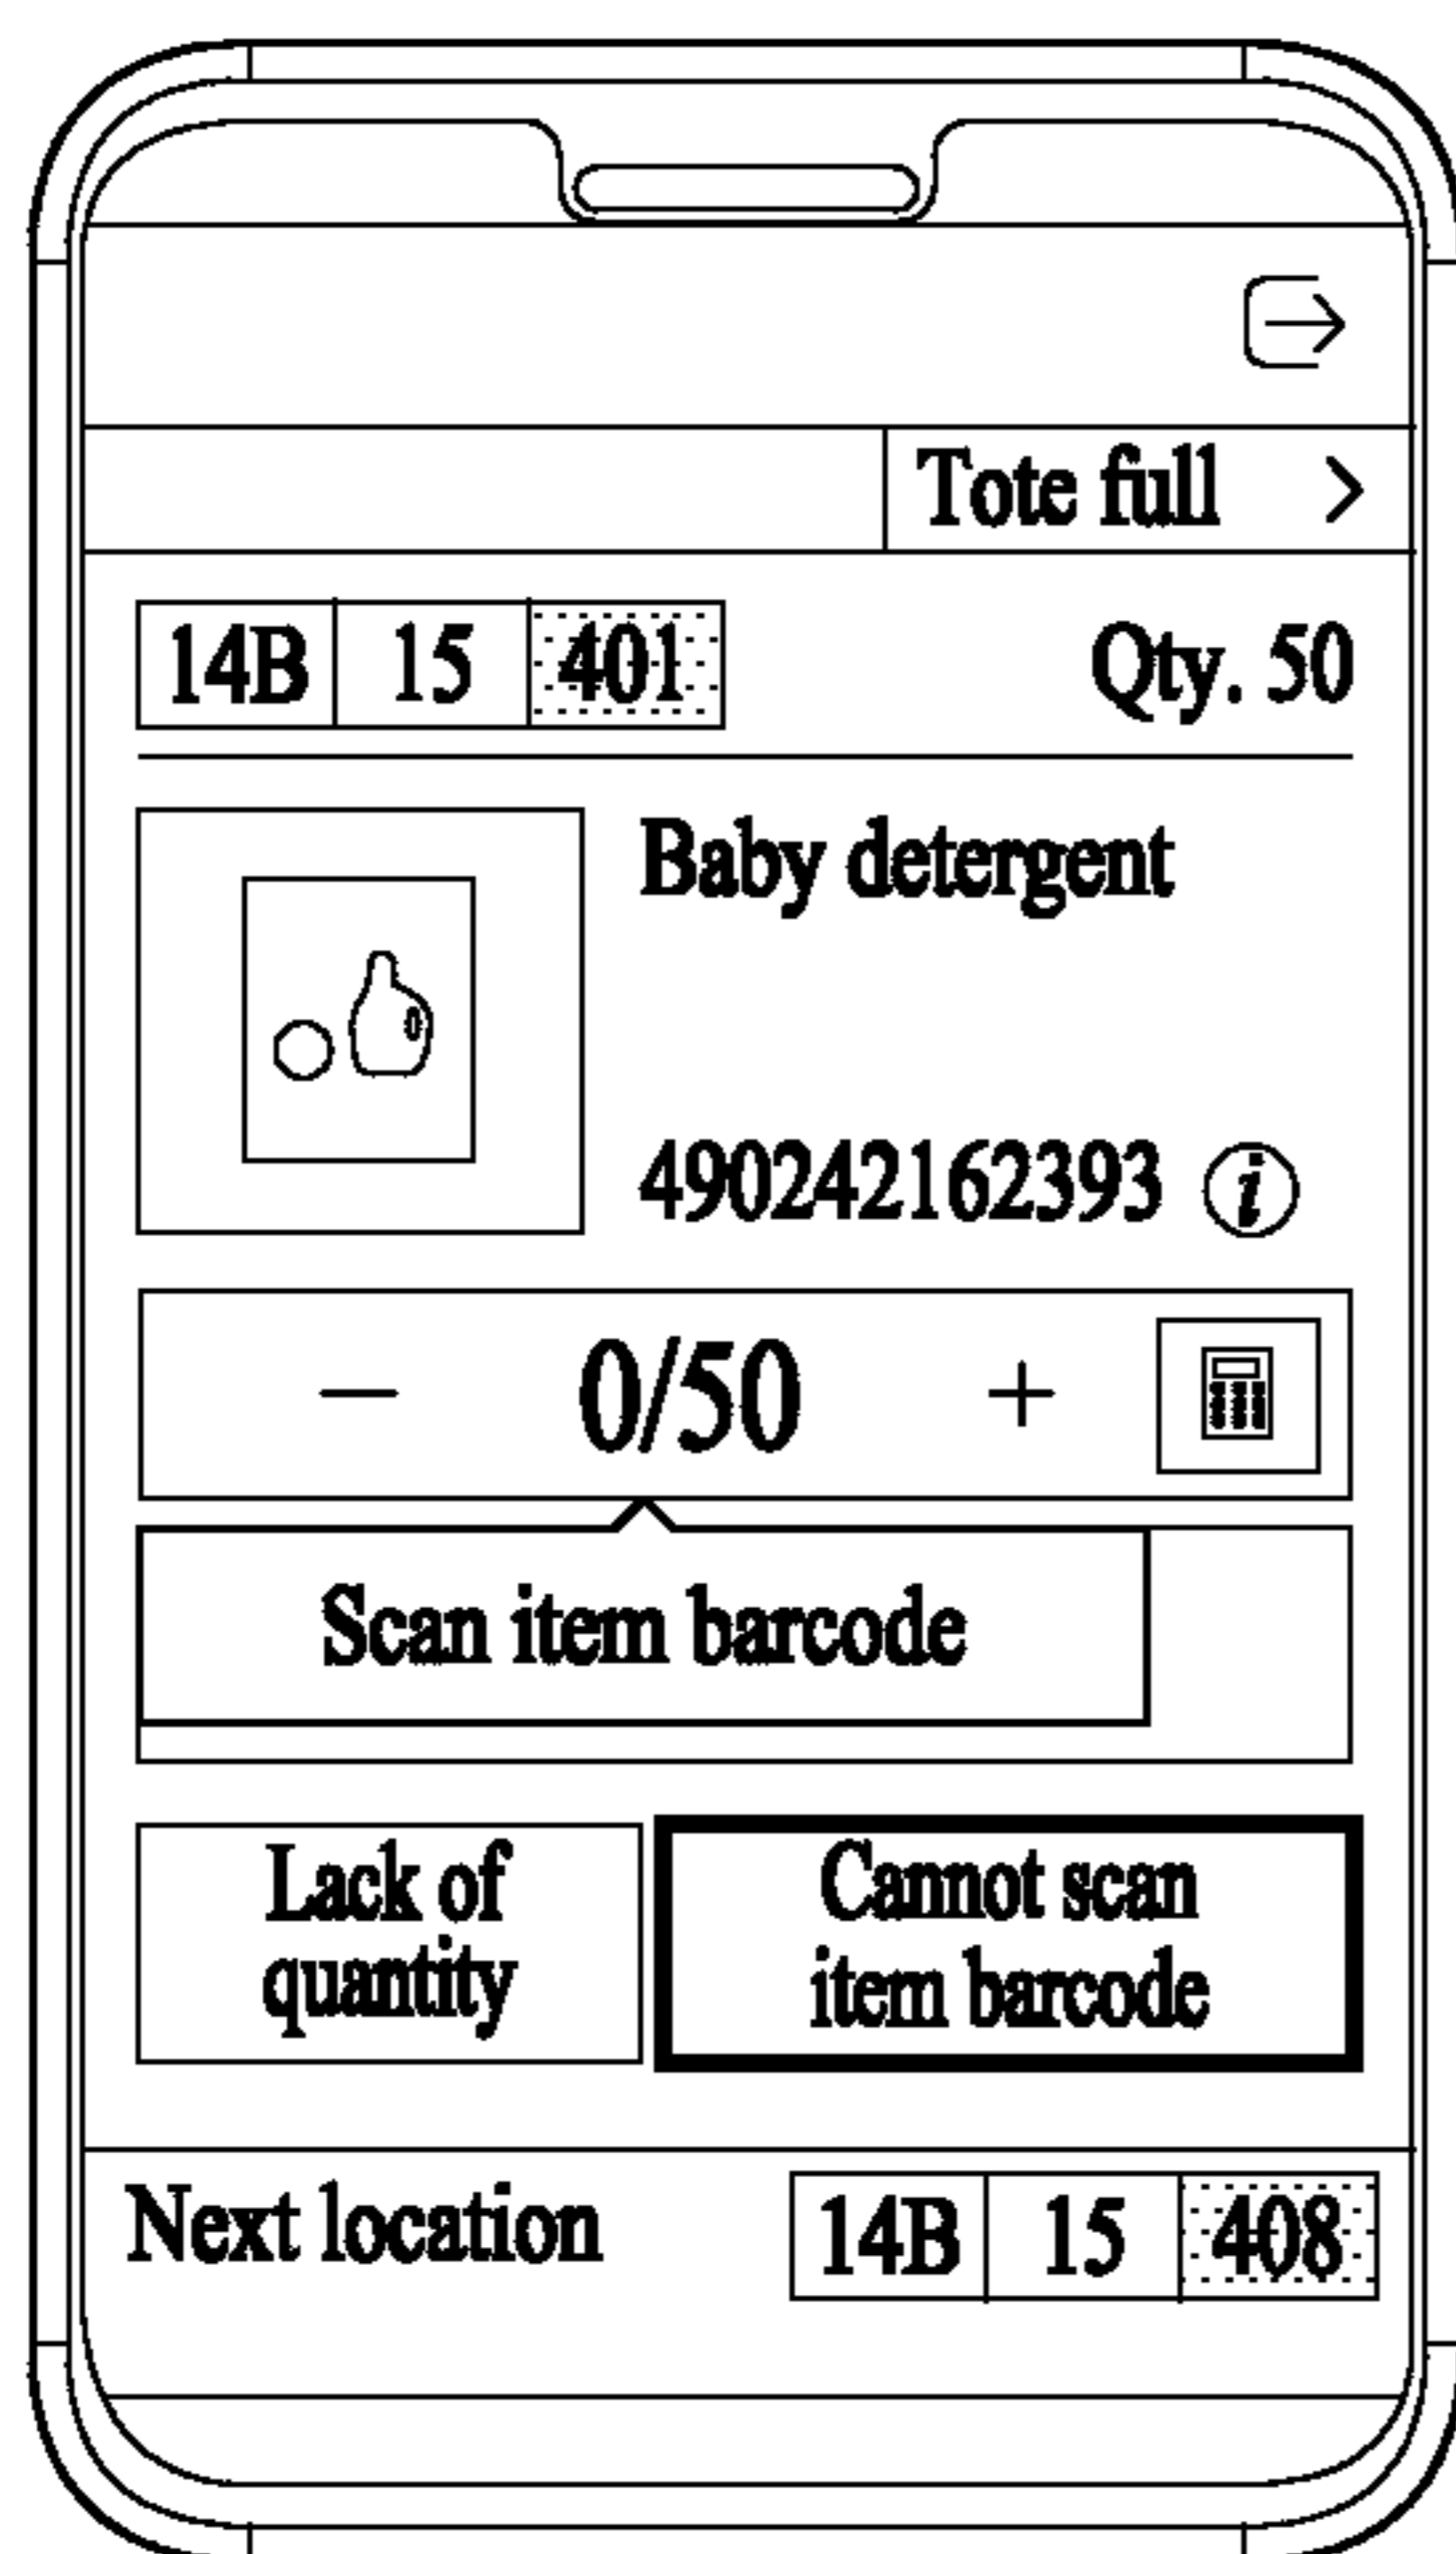 Tote full >
14B 15 401 Qty. 50
Baby detergent
490242162393 i
− 0/50 +
Scan item barcode
Lack of
quantity
Cannot scan
item barcode
Next location 14B 15 408